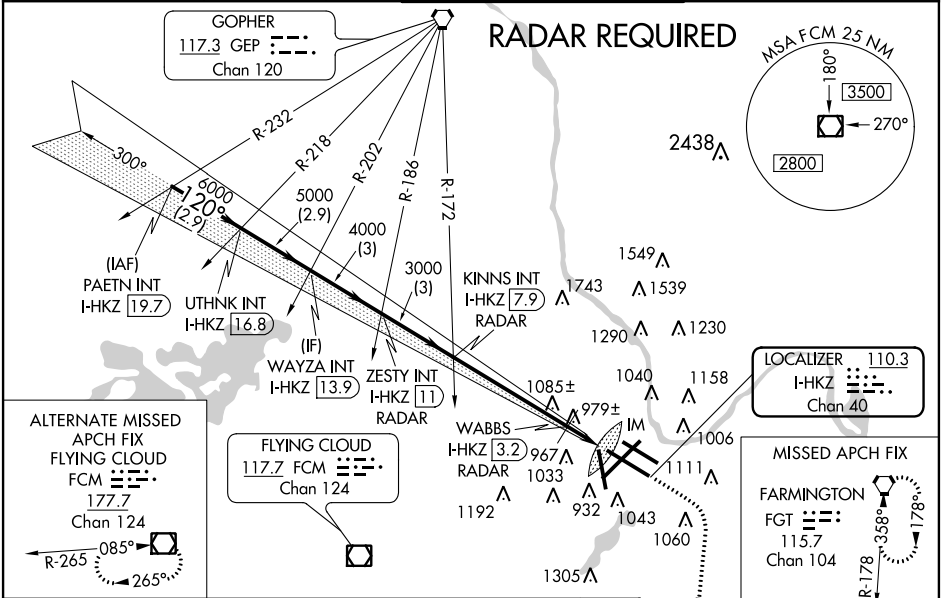 RADAR REQUIRED
GOPHER
117.3 GEP
Chan 120
MSA FCM 25 NM
180°
3500
270°
2800
2438
R-232
R-218
R-202
R-186
R-172
300°
6000
120°
(2.9)
5000
(2.9)
4000
(3)
3000
(3)
(IAF)
PAETN INT
I-HKZ 19.7
UTHNK INT
I-HKZ 16.8
(IF)
WAYZA INT
I-HKZ 13.9
ZESTY INT
I-HKZ 11
RADAR
KINNS INT
I-HKZ 7.9
RADAR
1549
1743
1539
1290
1230
LOCALIZER 110.3
I-HKZ
Chan 40
1040
1158
1085±
979±
IM
WABBS
I-HKZ 3.2
RADAR
967
1033
1006
1111
1192
932
1043
1060
1305
ALTERNATE MISSED
APCH FIX
FLYING CLOUD
FCM
177.7
Chan 124
085°
R-265
265°
FLYING CLOUD
117.7 FCM
Chan 124
MISSED APCH FIX
FARMINGTON
FGT
115.7
Chan 104
358°
178°
R-178